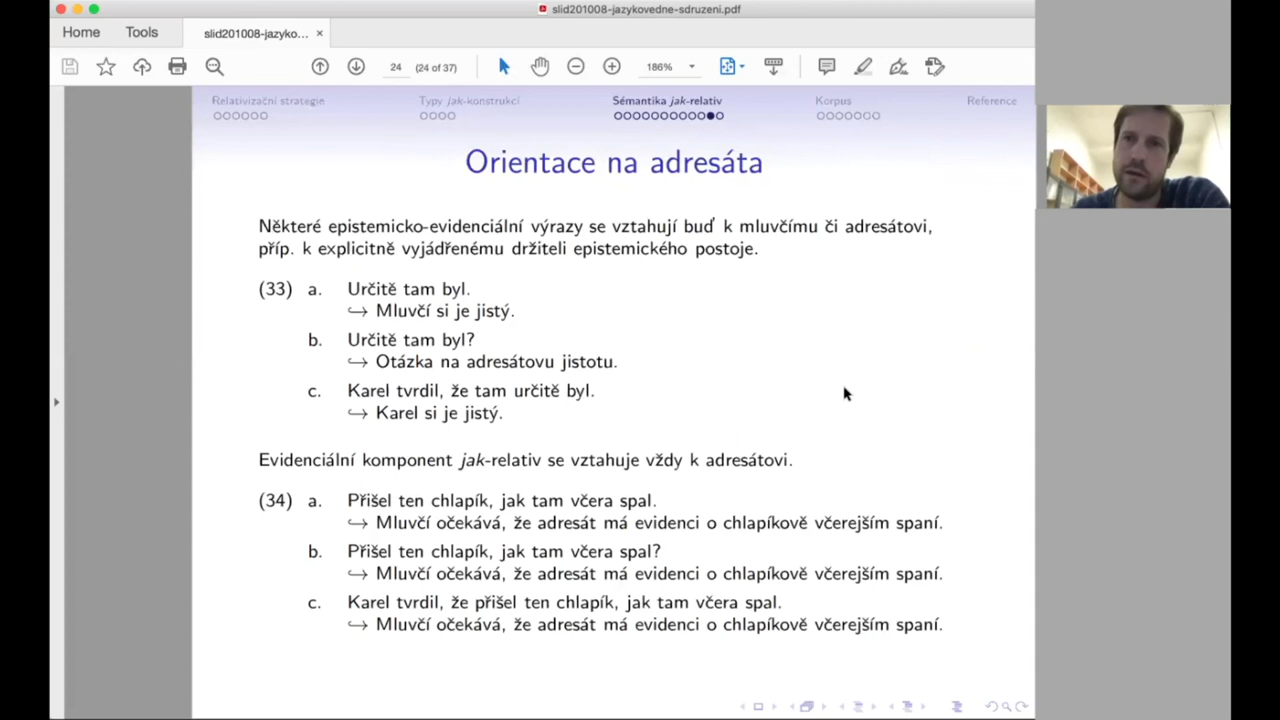 slid201008-jazykovedne-sdruzeni.pdf
Home Tools slid201008-jazyko... ×
24 (24 of 37) 186%
Relativizační strategie Typy jak-konstrukcí Sémantika jak-relativ Korpus Reference
Orientace na adresáta
Některé epistemicko-evidenciální výrazy se vztahují buď k mluvčímu či adresátovi,
příp. k explicitně vyjádřenému držiteli epistemického postoje.
(33) a. Určitě tam byl.
↪ Mluvčí si je jistý.
b. Určitě tam byl?
↪ Otázka na adresátovu jistotu.
c. Karel tvrdil, že tam určitě byl.
↪ Karel si je jistý.
Evidenciální komponent jak-relativ se vztahuje vždy k adresátovi.
(34) a. Přišel ten chlapík, jak tam včera spal.
↪ Mluvčí očekává, že adresát má evidenci o chlapíkově včerejším spaní.
b. Přišel ten chlapík, jak tam včera spal?
↪ Mluvčí očekává, že adresát má evidenci o chlapíkově včerejším spaní.
c. Karel tvrdil, že přišel ten chlapík, jak tam včera spal.
↪ Mluvčí očekává, že adresát má evidenci o chlapíkově včerejším spaní.